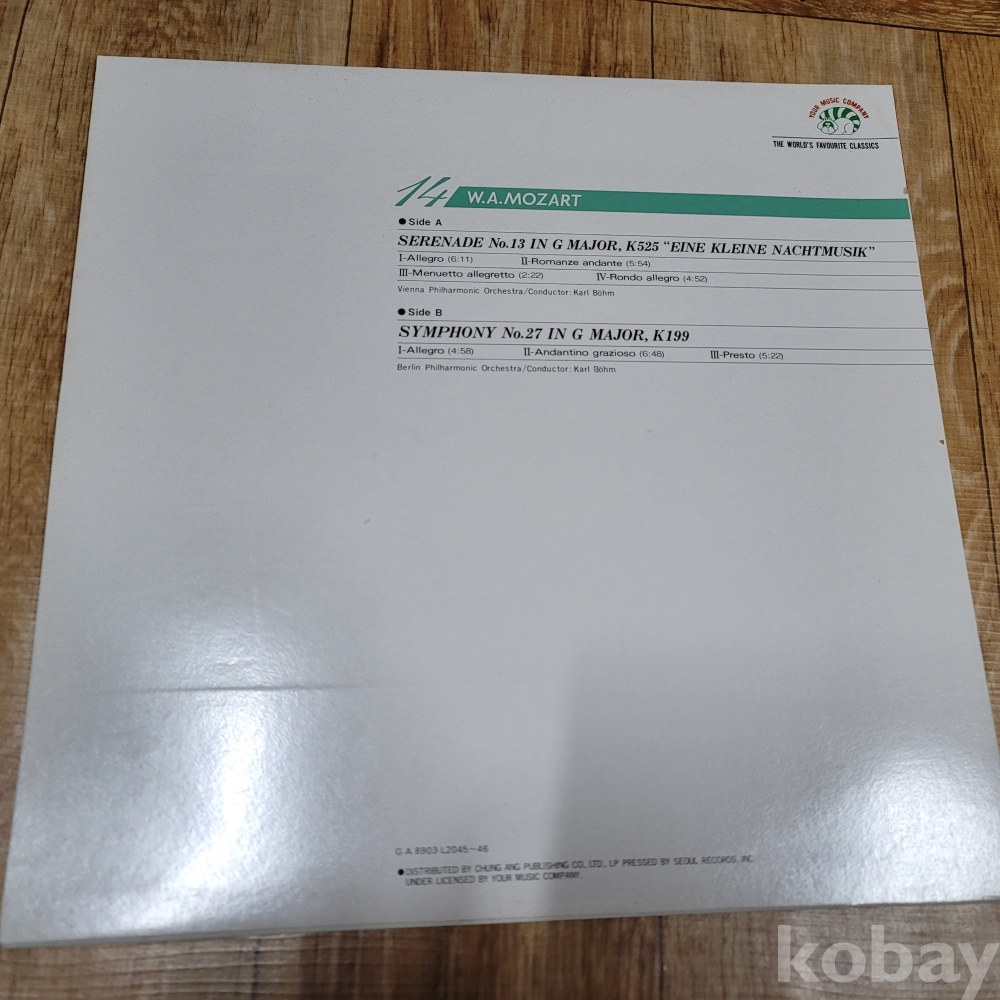 YOUR MUSIC COMPANY
THE WORLD'S FAVOURITE CLASSICS
14 W.A.MOZART
● Side A
SERENADE No.13 IN G MAJOR, K525 "EINE KLEINE NACHTMUSIK"
I-Allegro (6:11) II-Romanze andante (5:54)
III-Menuetto allegretto (2:22) IV-Rondo allegro (4:52)
Vienna Philharmonic Orchestra/Conductor: Karl Böhm
● Side B
SYMPHONY No.27 IN G MAJOR, K199
I-Allegro (4:58) II-Andantino grazioso (6:48) III-Presto (5:22)
Berlin Philharmonic Orchestra/Conductor: Karl Böhm
G.A 8903-L2045~46
● DISTRIBUTED BY CHUNG ANG PUBLISHING CO., LTD., LP PRESSED BY SEOUL RECORDS, INC.
UNDER LICENSED BY YOUR MUSIC COMPANY.
kobay